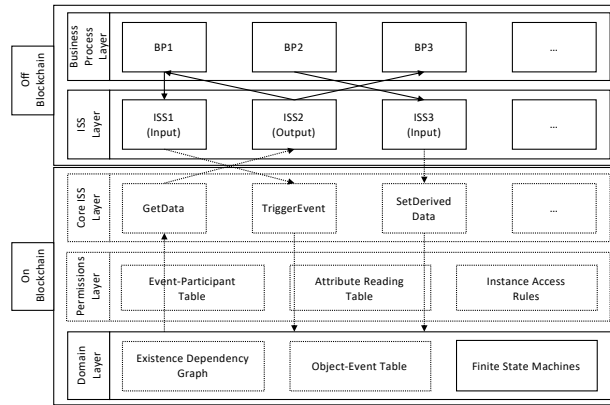 Off
Blockchain
Business
Process
Layer
BP1
BP2
BP3
...
ISS
Layer
ISS1
(Input)
ISS2
(Output)
ISS3
(Input)
...
On
Blockchain
Core ISS
Layer
GetData
TriggerEvent
SetDerived
Data
...
Permissions
Layer
Event-Participant
Table
Attribute Reading
Table
Instance Access
Rules
Domain
Layer
Existence Dependency
Graph
Object-Event Table
Finite State Machines